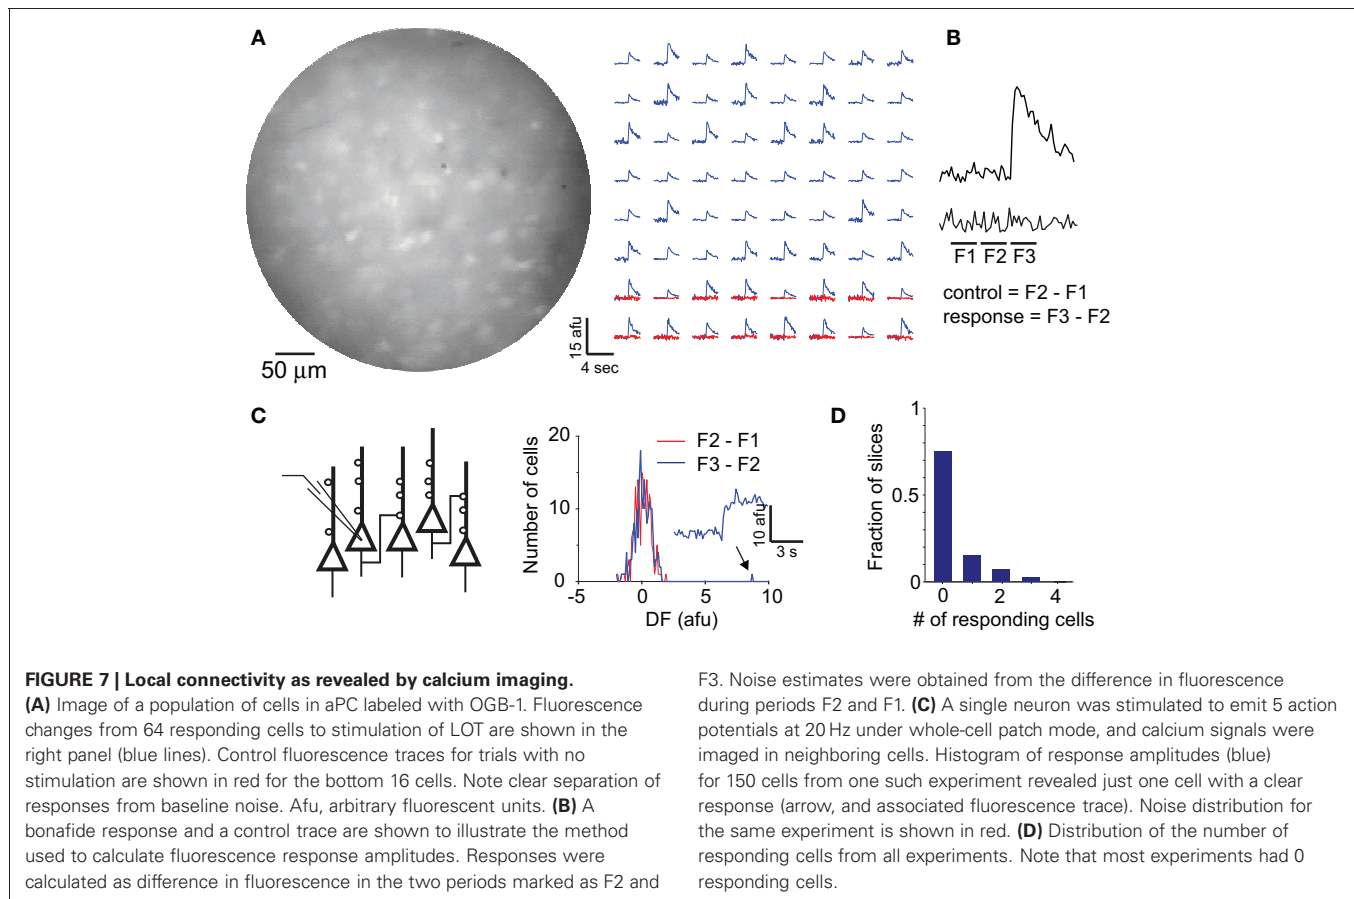 A
B
15 afu
4 sec
50 μm
F1 F2 F3
control = F2 - F1
response = F3 - F2
C
D
20
10
0
Number of cells
F2 - F1
F3 - F2
10 afu
3 s
-5 0 5 10
DF (afu)
1
0.5
0
Fraction of slices
0 2 4
# of responding cells
FIGURE 7 | Local connectivity as revealed by calcium imaging.
(A) Image of a population of cells in aPC labeled with OGB-1. Fluorescence
changes from 64 responding cells to stimulation of LOT are shown in the
right panel (blue lines). Control fluorescence traces for trials with no
stimulation are shown in red for the bottom 16 cells. Note clear separation of
responses from baseline noise. Afu, arbitrary fluorescent units. (B) A
bonafide response and a control trace are shown to illustrate the method
used to calculate fluorescence response amplitudes. Responses were
calculated as difference in fluorescence in the two periods marked as F2 and
F3. Noise estimates were obtained from the difference in fluorescence
during periods F2 and F1. (C) A single neuron was stimulated to emit 5 action
potentials at 20 Hz under whole-cell patch mode, and calcium signals were
imaged in neighboring cells. Histogram of response amplitudes (blue)
for 150 cells from one such experiment revealed just one cell with a clear
response (arrow, and associated fluorescence trace). Noise distribution for
the same experiment is shown in red. (D) Distribution of the number of
responding cells from all experiments. Note that most experiments had 0
responding cells.